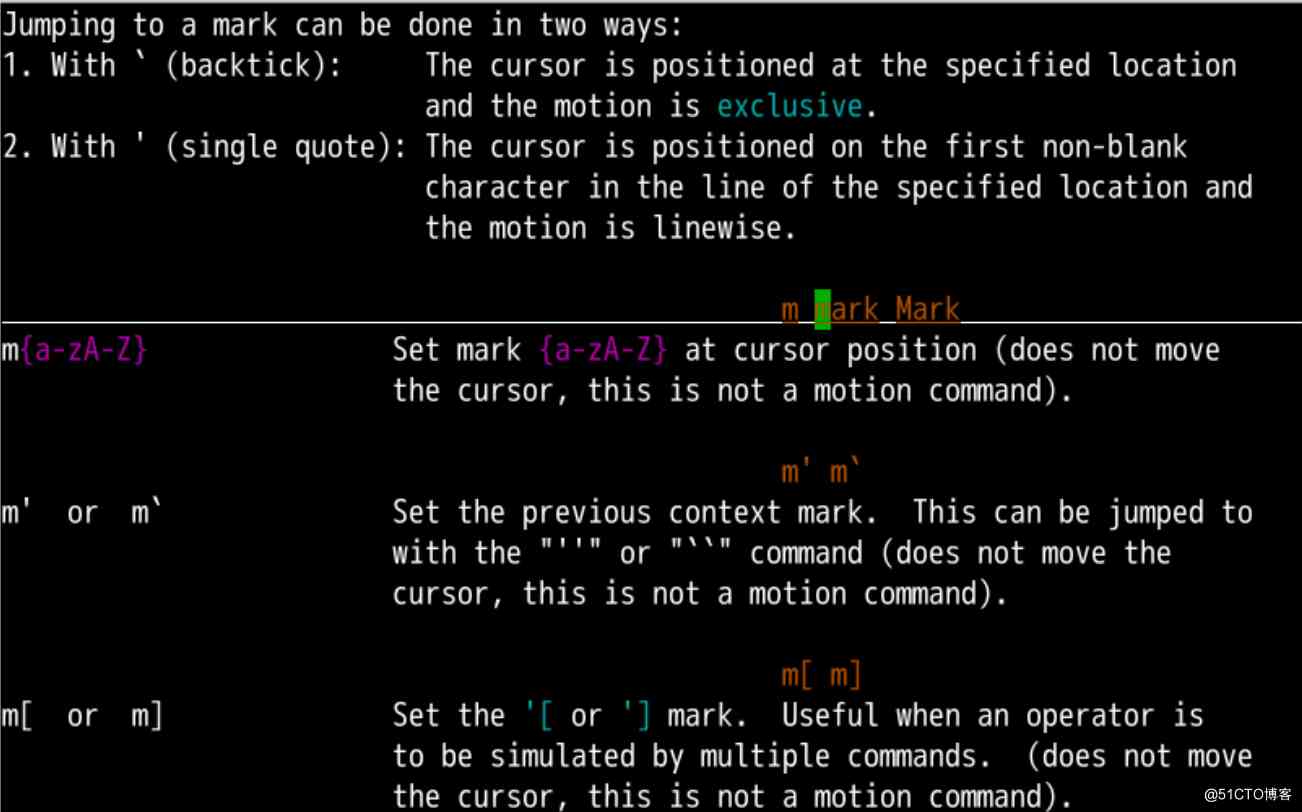 Jumping to a mark can be done in two ways:
1. With ` (backtick):     The cursor is positioned at the specified location
                          and the motion is exclusive.
2. With ' (single quote): The cursor is positioned on the first non-blank
                          character in the line of the specified location and
                          the motion is linewise.
                                                m mark Mark
m{a-zA-Z}               Set mark {a-zA-Z} at cursor position (does not move
                        the cursor, this is not a motion command).
                                                m' m`
m'  or  m`              Set the previous context mark.  This can be jumped to
                        with the "''" or "``" command (does not move the
                        cursor, this is not a motion command).
                                                m[ m]
m[  or  m]              Set the '[ or '] mark.  Useful when an operator is
                        to be simulated by multiple commands.  (does not move
                        the cursor, this is not a motion command).
@51CTO博客